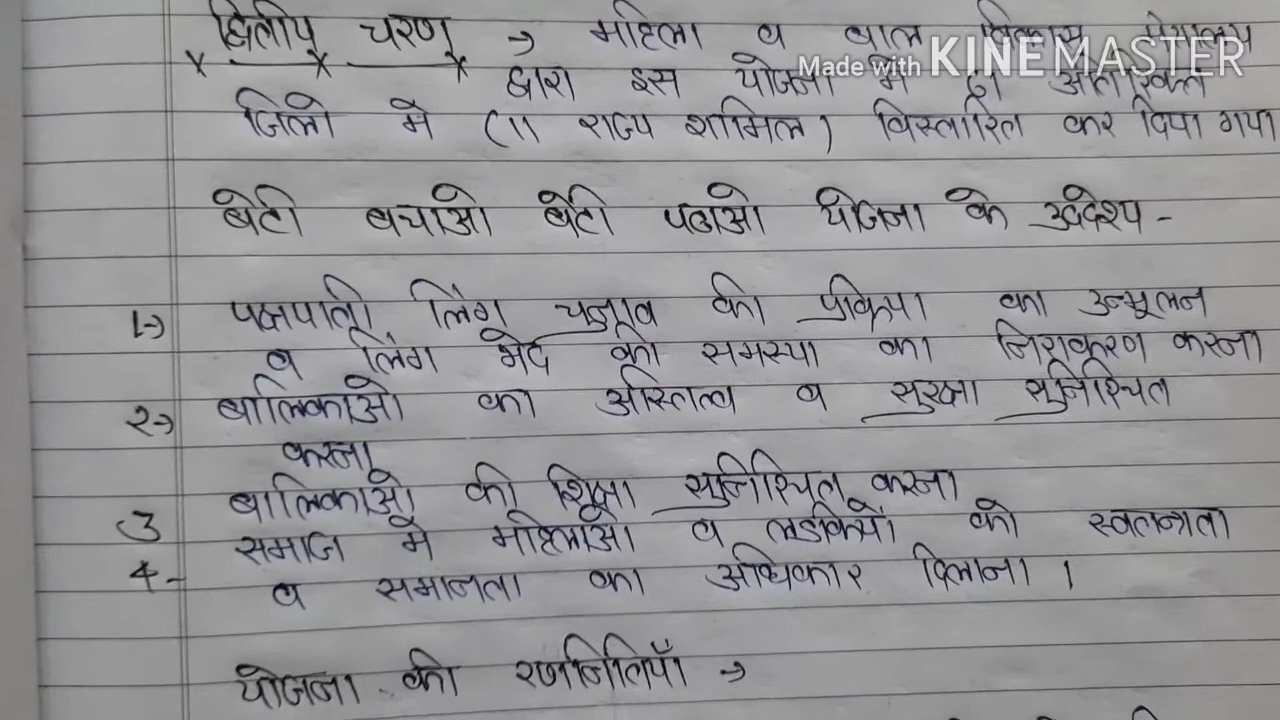 द्वितीय चरण → महिला व बाल विकास मंत्रालय
Made with KINEMASTER
द्वारा इस योजना में 61 अतिरिक्त
जिलो मे (11 राज्य शामिल) विस्तारित कर दिया गया
बेटी बचाओ बेटी पढाओ योजना के उद्देश्य -
1→ पक्षपाती लिंग चुनाव की प्रक्रिया का उन्मूलन
व लिंग भेद की समस्या का निराकरण करना
2→ बालिकाओ का अस्तित्व व सुरक्षा सुनिश्चित
करना
3 बालिकाओ की शिक्षा सुनिश्चित करना
4- समाज मे महिलाओ व लडकियों को स्वतन्त्रता
व समानता का अधिकार दिलाना ।
योजना की रणनितियाँ →